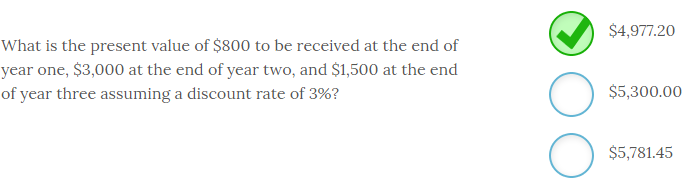 What is the present value of $800 to be received at the end of
year one, $3,000 at the end of year two, and $1,500 at the end
of year three assuming a discount rate of 3%?
$4,977.20
$5,300.00
$5,781.45